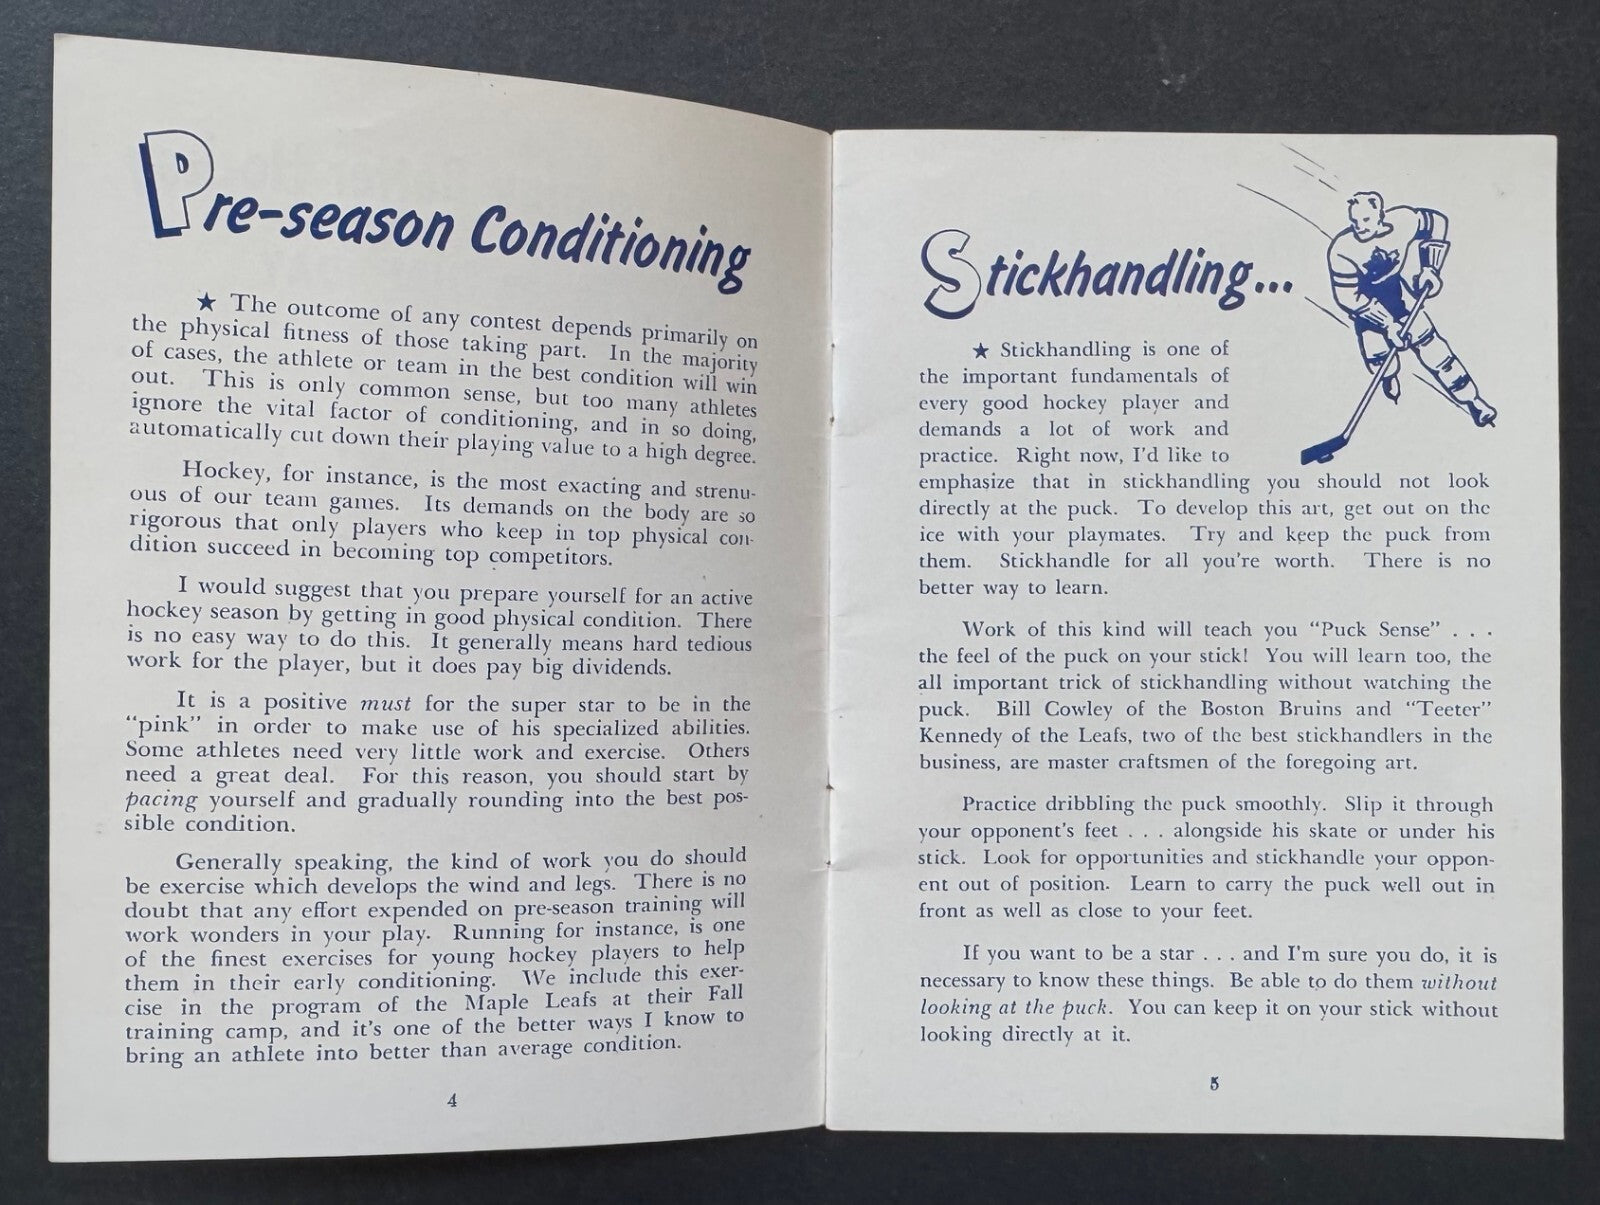 Pre-season Conditioning
★ The outcome of any contest depends primarily on
the physical fitness of those taking part. In the majority
of cases, the athlete or team in the best condition will win
out. This is only common sense, but too many athletes
ignore the vital factor of conditioning, and in so doing,
automatically cut down their playing value to a high degree.
Hockey, for instance, is the most exacting and strenu-
ous of our team games. Its demands on the body are so
rigorous that only players who keep in top physical con-
dition succeed in becoming top competitors.
I would suggest that you prepare yourself for an active
hockey season by getting in good physical condition. There
is no easy way to do this. It generally means hard tedious
work for the player, but it does pay big dividends.
It is a positive must for the super star to be in the
"pink" in order to make use of his specialized abilities.
Some athletes need very little work and exercise. Others
need a great deal. For this reason, you should start by
pacing yourself and gradually rounding into the best pos-
sible condition.
Generally speaking, the kind of work you do should
be exercise which develops the wind and legs. There is no
doubt that any effort expended on pre-season training will
work wonders in your play. Running for instance, is one
of the finest exercises for young hockey players to help
them in their early conditioning. We include this exer-
cise in the program of the Maple Leafs at their Fall
training camp, and it's one of the better ways I know to
bring an athlete into better than average condition.
4
Stickhandling...
★ Stickhandling is one of
the important fundamentals of
every good hockey player and
demands a lot of work and
practice. Right now, I'd like to
emphasize that in stickhandling you should not look
directly at the puck. To develop this art, get out on the
ice with your playmates. Try and keep the puck from
them. Stickhandle for all you're worth. There is no
better way to learn.
Work of this kind will teach you "Puck Sense" . . .
the feel of the puck on your stick! You will learn too, the
all important trick of stickhandling without watching the
puck. Bill Cowley of the Boston Bruins and "Teeter"
Kennedy of the Leafs, two of the best stickhandlers in the
business, are master craftsmen of the foregoing art.
Practice dribbling the puck smoothly. Slip it through
your opponent's feet . . . alongside his skate or under his
stick. Look for opportunities and stickhandle your oppon-
ent out of position. Learn to carry the puck well out in
front as well as close to your feet.
If you want to be a star . . . and I'm sure you do, it is
necessary to know these things. Be able to do them without
looking at the puck. You can keep it on your stick without
looking directly at it.
5